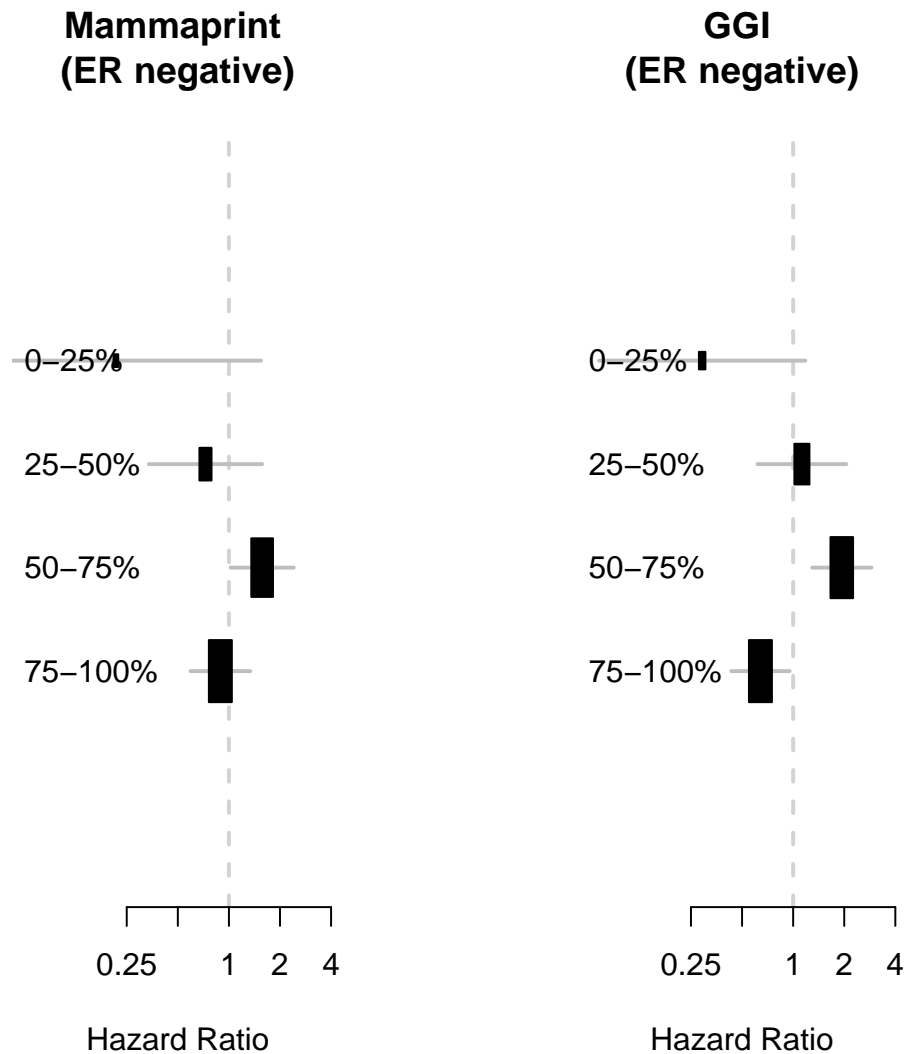 Mammaprint
(ER negative)
0−25%
25−50%
50−75%
75−100%
0.25 1 2 4
Hazard Ratio
GGI
(ER negative)
0−25%
25−50%
50−75%
75−100%
0.25 1 2 4
Hazard Ratio